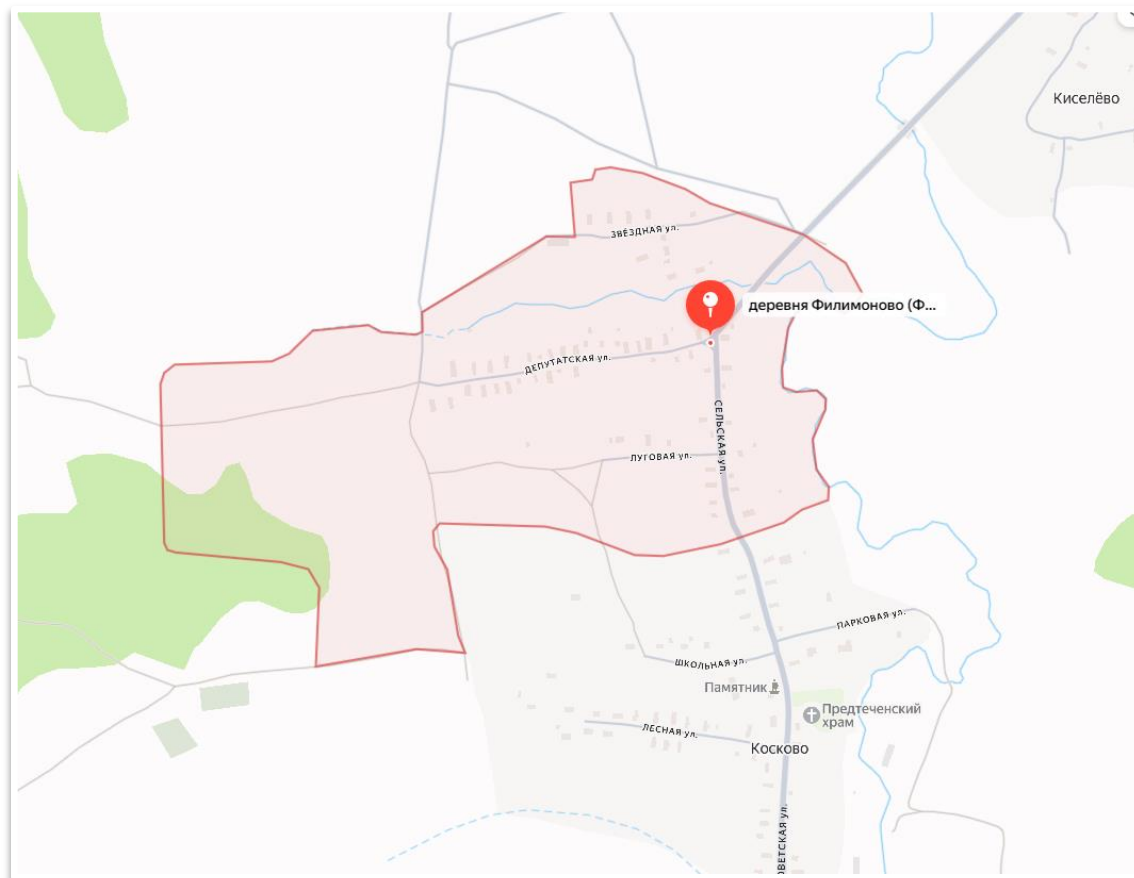 Киселёво
ЗВЁЗДНАЯ ул.
деревня Филимоново (Ф...
ДЕПУТАТСКАЯ ул.
СЕЛЬСКАЯ ул.
ЛУГОВАЯ ул.
ПАРКОВАЯ ул.
ШКОЛЬНАЯ ул.
Памятник
Предтеченский
храм
ЛЕСНАЯ ул.
Косково
ОВЕТСКАЯ ул.